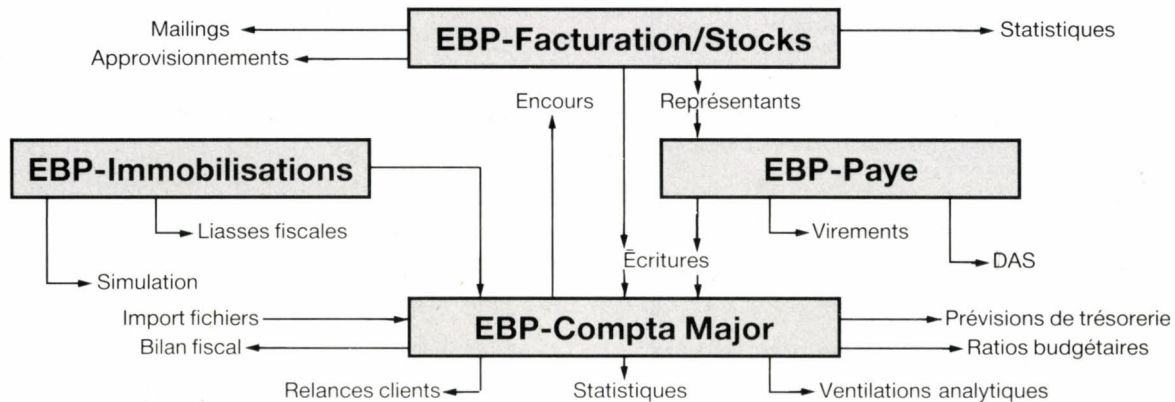 Mailings
EBP-Facturation/Stocks
Statistiques
Approvisionnements
Encours
Représentants
EBP-Immobilisations
EBP-Paye
Liasses fiscales
Virements
Écritures
DAS
Simulation
Import fichiers
EBP-Compta Major
Prévisions de trésorerie
Bilan fiscal
Ratios budgétaires
Relances clients
Statistiques
Ventilations analytiques